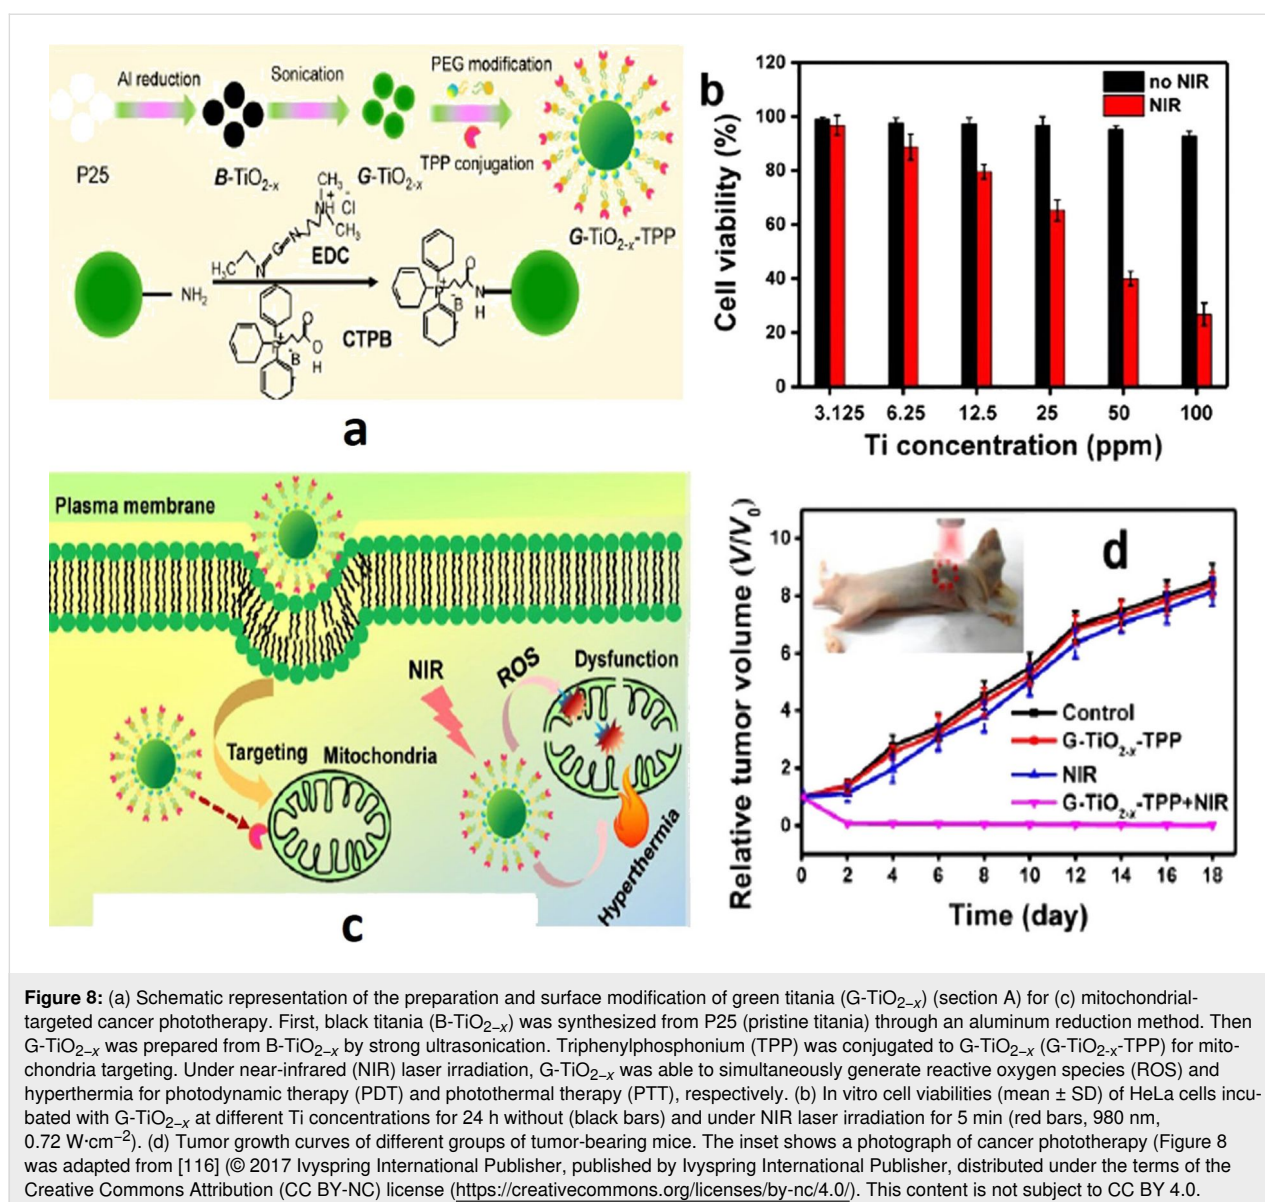 Al reduction
Sonication
PEG modification
P25
B-TiO2-x
G-TiO2-x
TPP conjugation
G-TiO2-x-TPP
CH3
NH Cl
+ -
CH3
N
C
N
H3C
EDC
NH2
P
+
-B
r
O
O
H
CTPB
P
+
-B
r
O
N
H
a
b
120
100
80
60
40
20
0
Cell viability (%)
no NIR
NIR
3.125 6.25 12.5 25 50 100
Ti concentration (ppm)
Plasma membrane
Targeting
Mitochondria
NIR
ROS
Dysfunction
Hyperthermia
c
d
10
8
6
4
2
0
Relative tumor volume (V/V0)
Control
G-TiO2-x-TPP
NIR
G-TiO2-x-TPP+NIR
0 2 4 6 8 10 12 14 16 18
Time (day)
Figure 8: (a) Schematic representation of the preparation and surface modification of green titania (G-TiO2−x) (section A) for (c) mitochondrial-
targeted cancer phototherapy. First, black titania (B-TiO2−x) was synthesized from P25 (pristine titania) through an aluminum reduction method. Then
G-TiO2−x was prepared from B-TiO2−x by strong ultrasonication. Triphenylphosphonium (TPP) was conjugated to G-TiO2−x (G-TiO2-x-TPP) for mito-
chondria targeting. Under near-infrared (NIR) laser irradiation, G-TiO2−x was able to simultaneously generate reactive oxygen species (ROS) and
hyperthermia for photodynamic therapy (PDT) and photothermal therapy (PTT), respectively. (b) In vitro cell viabilities (mean ± SD) of HeLa cells incu-
bated with G-TiO2−x at different Ti concentrations for 24 h without (black bars) and under NIR laser irradiation for 5 min (red bars, 980 nm,
0.72 W·cm−2). (d) Tumor growth curves of different groups of tumor-bearing mice. The inset shows a photograph of cancer phototherapy (Figure 8
was adapted from [116] (© 2017 Ivyspring International Publisher, published by Ivyspring International Publisher, distributed under the terms of the
Creative Commons Attribution (CC BY-NC) license (https://creativecommons.org/licenses/by-nc/4.0/). This content is not subject to CC BY 4.0.